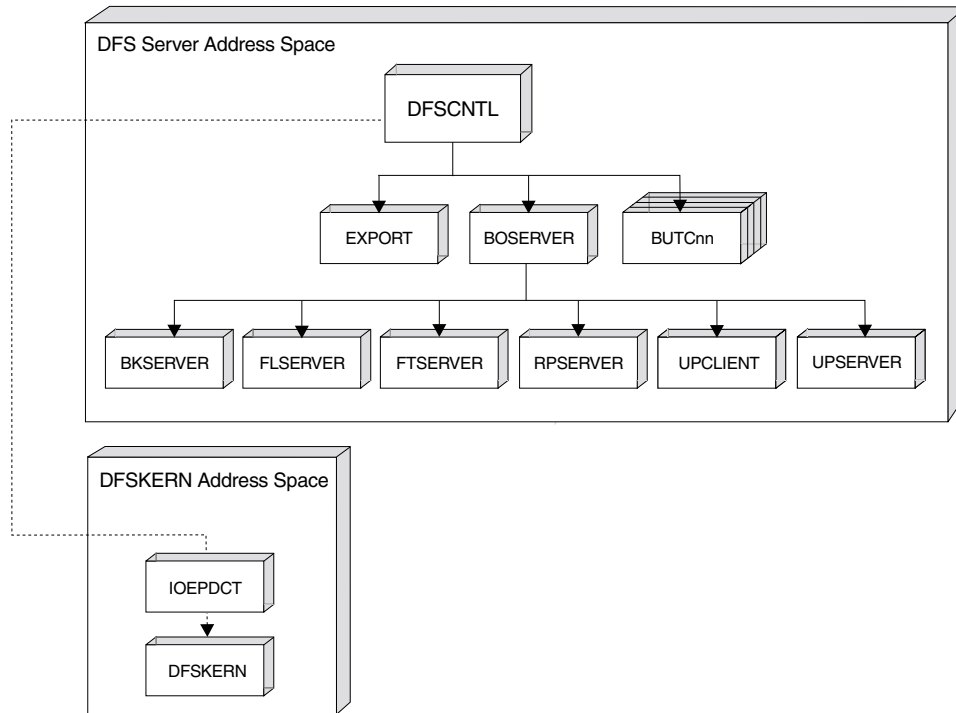 DFS Server Address Space
DFSCNTL
EXPORT
BOSERVER
BUTCnn
BKSERVER
FLSERVER
FTSERVER
RPSERVER
UPCLIENT
UPSERVER
DFSKERN Address Space
IOEPDCT
DFSKERN